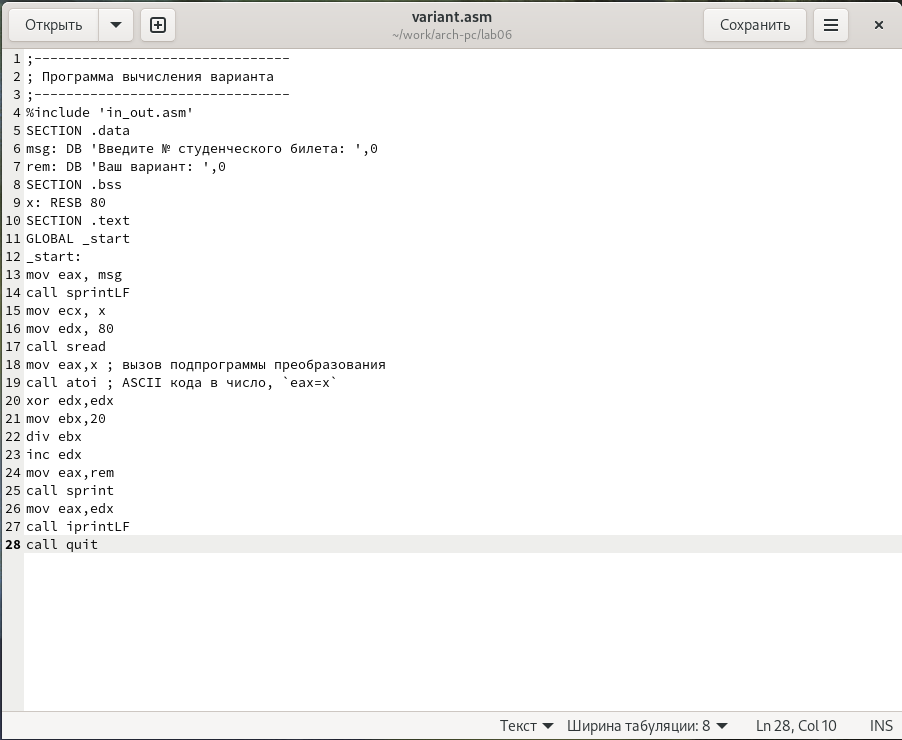 Открыть
variant.asm
~/work/arch-pc/lab06
Сохранить
1 ;--------------------------------
2 ; Программа вычисления варианта
3 ;--------------------------------
4 %include 'in_out.asm'
5 SECTION .data
6 msg: DB 'Введите № студенческого билета: ',0
7 rem: DB 'Ваш вариант: ',0
8 SECTION .bss
9 x: RESB 80
10 SECTION .text
11 GLOBAL _start
12 _start:
13 mov eax, msg
14 call sprintLF
15 mov ecx, x
16 mov edx, 80
17 call sread
18 mov eax,x ; вызов подпрограммы преобразования
19 call atoi ; ASCII кода в число, `eax=x`
20 xor edx,edx
21 mov ebx,20
22 div ebx
23 inc edx
24 mov eax,rem
25 call sprint
26 mov eax,edx
27 call iprintLF
28 call quit
Текст Ширина табуляции: 8 Ln 28, Col 10 INS